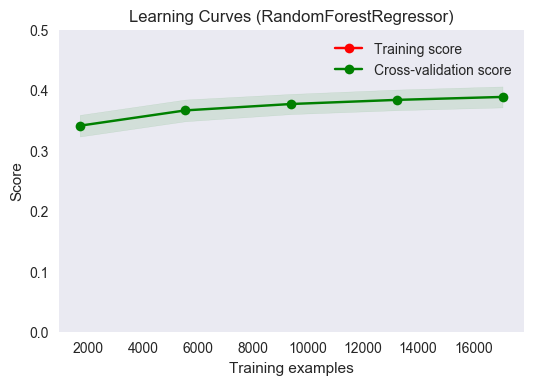 Learning Curves (RandomForestRegressor)
Training score
Cross-validation score
0.5
0.4
0.3
0.2
0.1
0.0
Score
2000 4000 6000 8000 10000 12000 14000 16000
Training examples